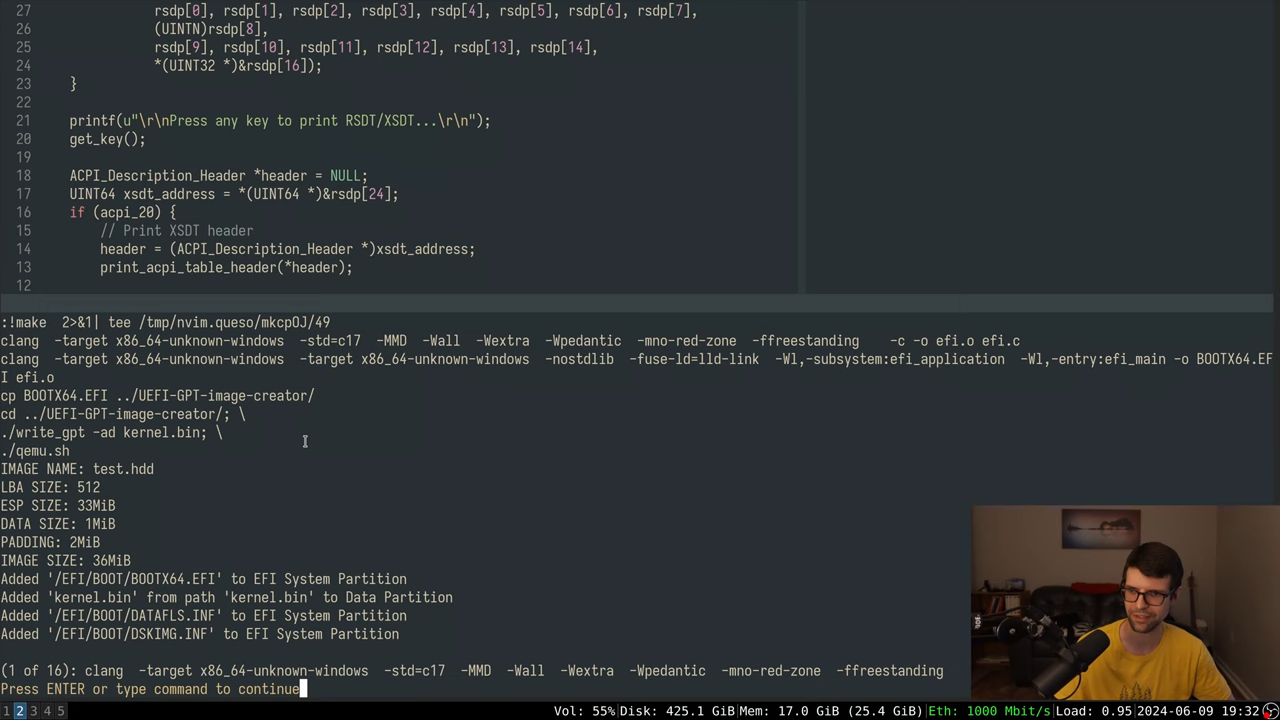 27 rsdp[0], rsdp[1], rsdp[2], rsdp[3], rsdp[4], rsdp[5], rsdp[6], rsdp[7],
26 (UINTN)rsdp[8],
25 rsdp[9], rsdp[10], rsdp[11], rsdp[12], rsdp[13], rsdp[14],
24 *(UINT32 *)&rsdp[16]);
23 }
22
21 printf(u"\r\nPress any key to print RSDT/XSDT...\r\n");
20 get_key();
19
18 ACPI_Description_Header *header = NULL;
17 UINT64 xsdt_address = *(UINT64 *)&rsdp[24];
16 if (acpi_20) {
15 // Print XSDT header
14 header = (ACPI_Description_Header *)xsdt_address;
13 print_acpi_table_header(*header);
12
:!make 2>&1| tee /tmp/nvim.queso/mkcpOJ/49
clang -target x86_64-unknown-windows -std=c17 -MMD -Wall -Wextra -Wpedantic -mno-red-zone -ffreestanding -c -o efi.o efi.c
clang -target x86_64-unknown-windows -target x86_64-unknown-windows -nostdlib -fuse-ld=lld-link -Wl,-subsystem:efi_application -Wl,-entry:efi_main -o BOOTX64.EF
I efi.o
cp BOOTX64.EFI ../UEFI-GPT-image-creator/
cd ../UEFI-GPT-image-creator/; \
./write_gpt -ad kernel.bin; \
./qemu.sh
IMAGE NAME: test.hdd
LBA SIZE: 512
ESP SIZE: 33MiB
DATA SIZE: 1MiB
PADDING: 2MiB
IMAGE SIZE: 36MiB
Added '/EFI/BOOT/BOOTX64.EFI' to EFI System Partition
Added 'kernel.bin' from path 'kernel.bin' to Data Partition
Added '/EFI/BOOT/DATAFLS.INF' to EFI System Partition
Added '/EFI/BOOT/DSKIMG.INF' to EFI System Partition
(1 of 16): clang -target x86_64-unknown-windows -std=c17 -MMD -Wall -Wextra -Wpedantic -mno-red-zone -ffreestanding
Press ENTER or type command to continue
1 2 3 4 5 Vol: 55% Disk: 425.1 GiB Mem: 17.0 GiB (25.4 GiB) Eth: 1000 Mbit/s Load: 0.95 2024-06-09 19:32